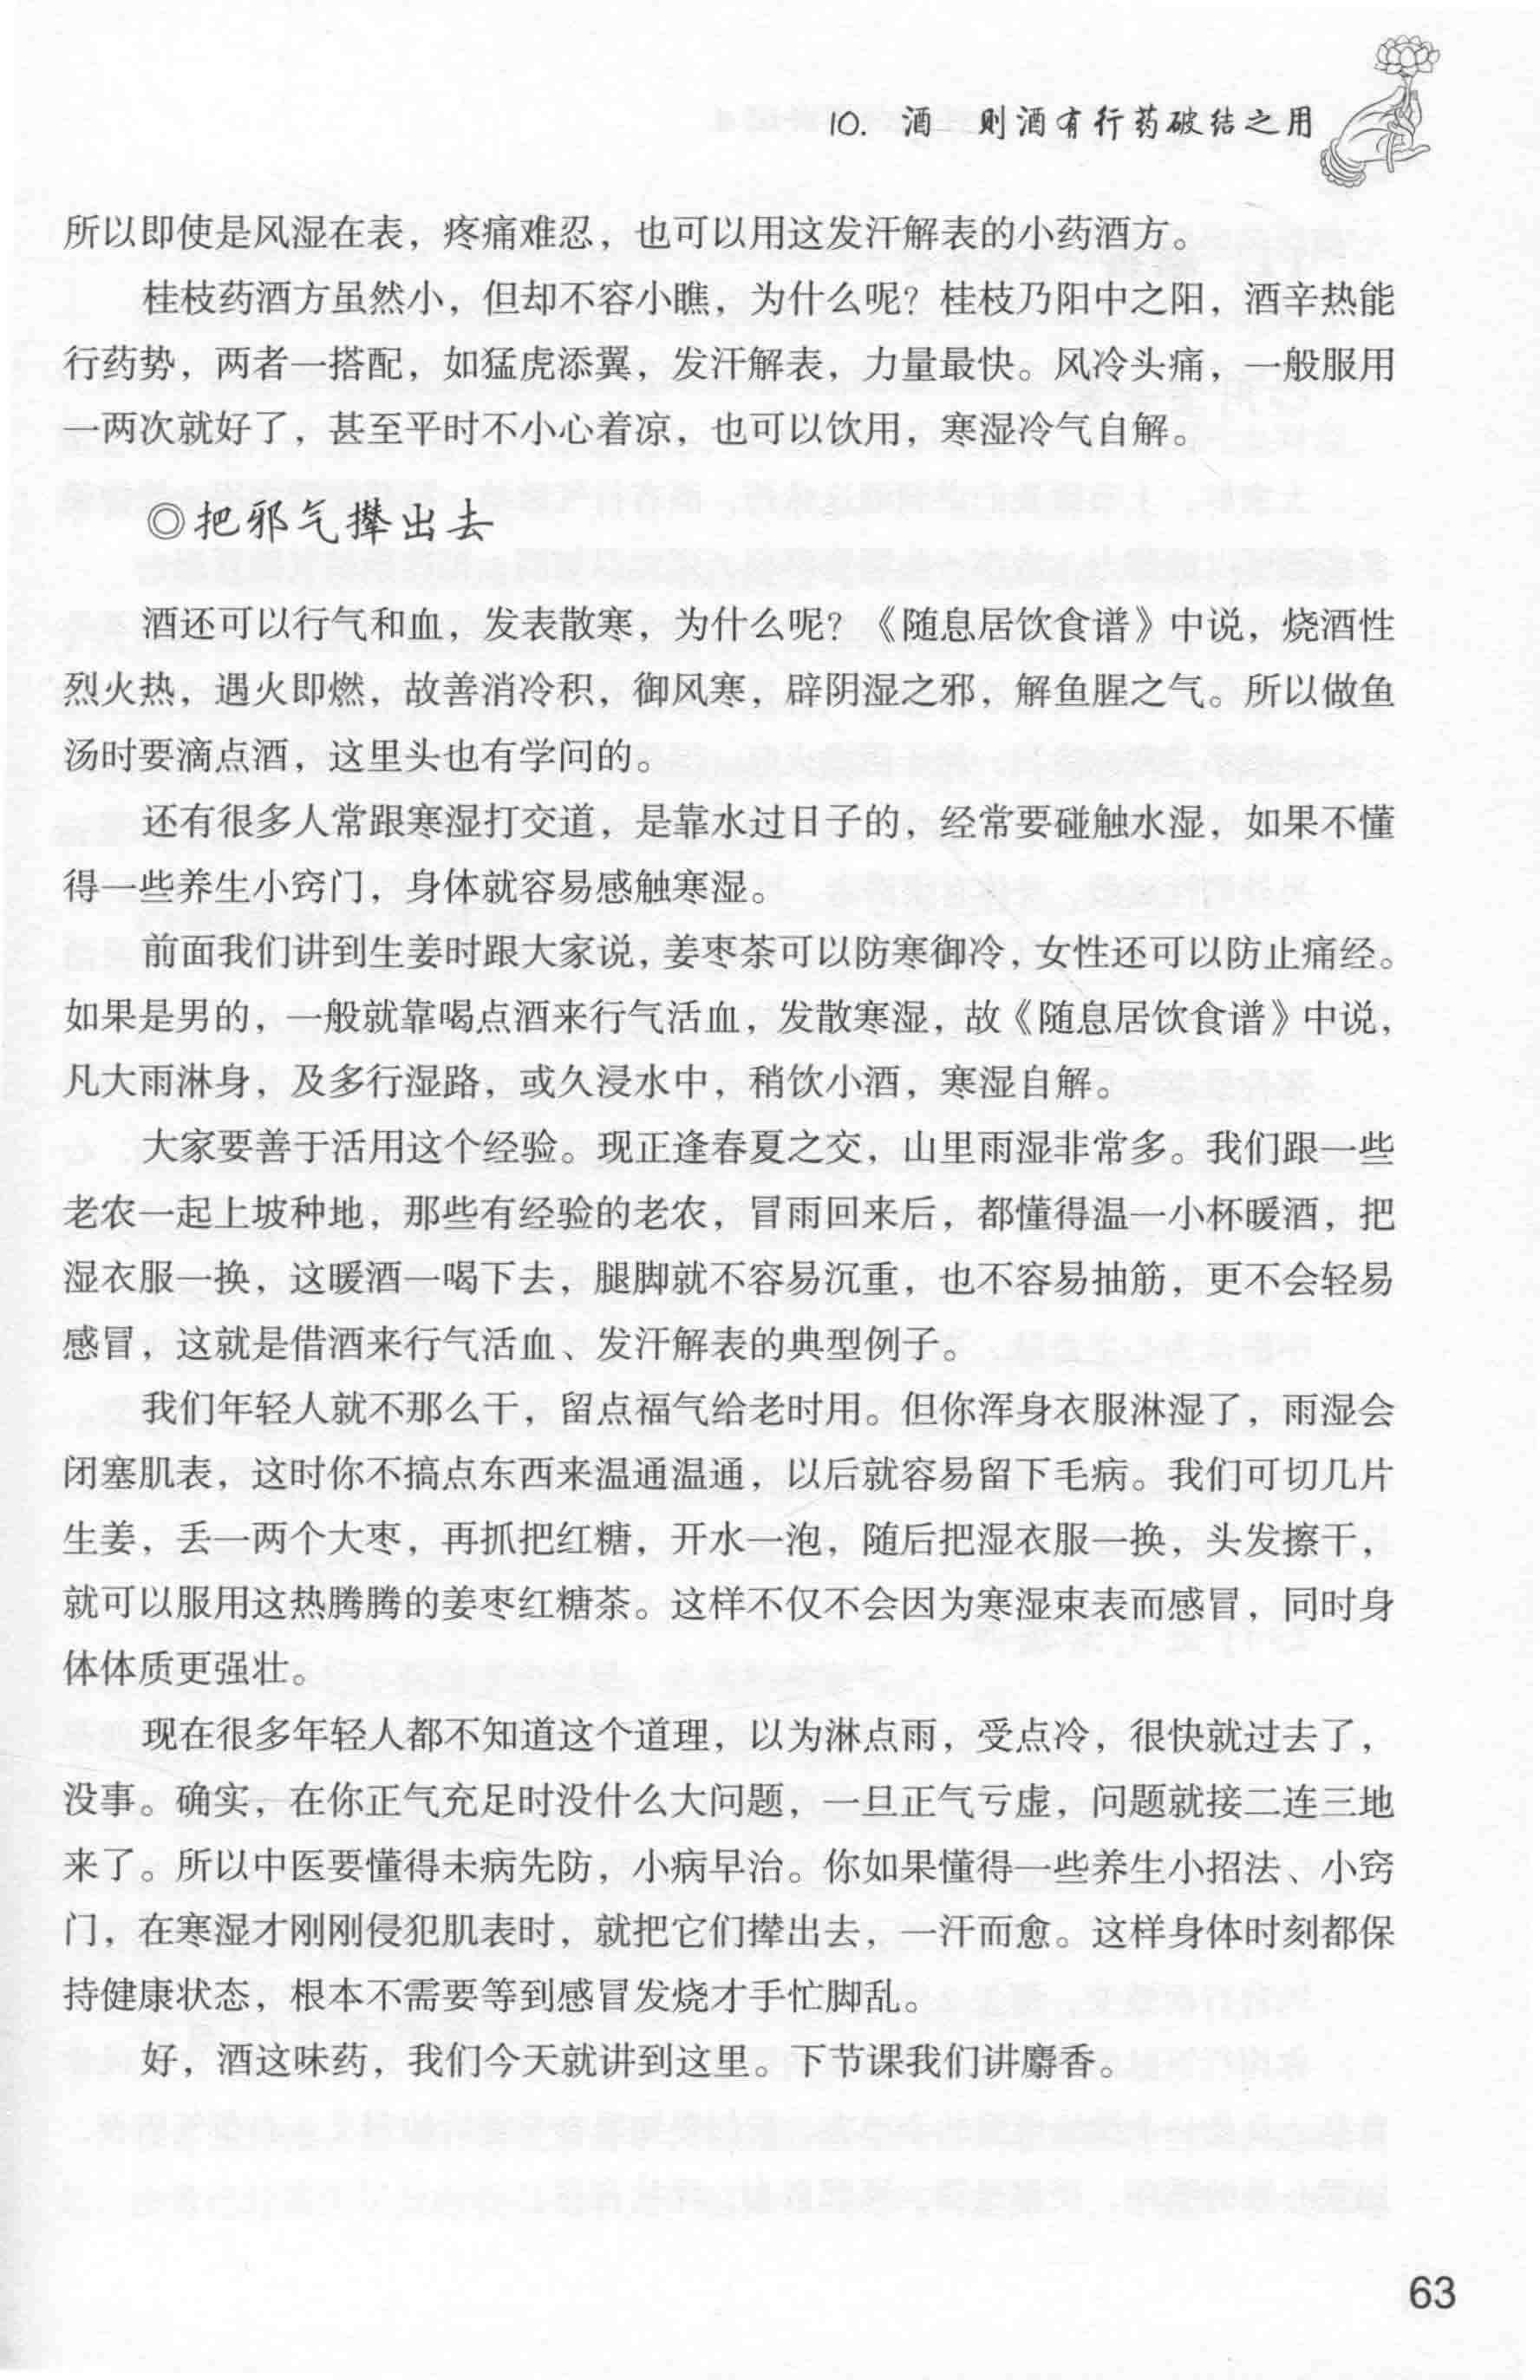 10. 酒 则酒有行药破结之用
所以即使是风湿在表，疼痛难忍，也可以用这发汗解表的小药酒方。
桂枝药酒方虽然小，但却不容小瞧，为什么呢？桂枝乃阳中之阳，酒辛热能
行药势，两者一搭配，如猛虎添翼，发汗解表，力量最快。风冷头痛，一般服用
一两次就好了，甚至平时不小心着凉，也可以饮用，寒湿冷气自解。
◎把邪气撵出去
酒还可以行气和血，发表散寒，为什么呢？《随息居饮食谱》中说，烧酒性
烈火热，遇火即燃，故善消冷积，御风寒，辟阴湿之邪，解鱼腥之气。所以做鱼
汤时要滴点酒，这里头也有学问的。
还有很多人常跟寒湿打交道，是靠水过日子的，经常要碰触水湿，如果不懂
得一些养生小窍门，身体就容易感触寒湿。
前面我们讲到生姜时跟大家说，姜枣茶可以防寒御冷，女性还可以防止痛经。
如果是男的，一般就靠喝点酒来行气活血，发散寒湿，故《随息居饮食谱》中说，
凡大雨淋身，及多行湿路，或久浸水中，稍饮小酒，寒湿自解。
大家要善于活用这个经验。现正逢春夏之交，山里雨湿非常多。我们跟一些
老农一起上坡种地，那些有经验的老农，冒雨回来后，都懂得温一小杯暖酒，把
湿衣服一换，这暖酒一喝下去，腿脚就不容易沉重，也不容易抽筋，更不会轻易
感冒，这就是借酒来行气活血、发汗解表的典型例子。
我们年轻人就不那么干，留点福气给老时用。但你浑身衣服淋湿了，雨湿会
闭塞肌表，这时你不搞点东西来温通温通，以后就容易留下毛病。我们可切几片
生姜，丢一两个大枣，再抓把红糖，开水一泡，随后把湿衣服一换，头发擦干，
就可以服用这热腾腾的姜枣红糖茶。这样不仅不会因为寒湿束表而感冒，同时身
体体质更强壮。
现在很多年轻人都不知道这个道理，以为淋点雨，受点冷，很快就过去了，
没事。确实，在你正气充足时没什么大问题，一旦正气亏虚，问题就接二连三地
来了。所以中医要懂得未病先防，小病早治。你如果懂得一些养生小招法、小窍
门，在寒湿才刚刚侵犯肌表时，就把它们撵出去，一汗而愈。这样身体时刻都保
持健康状态，根本不需要等到感冒发烧才手忙脚乱。
好，酒这味药，我们今天就讲到这里。下节课我们讲麝香。
63